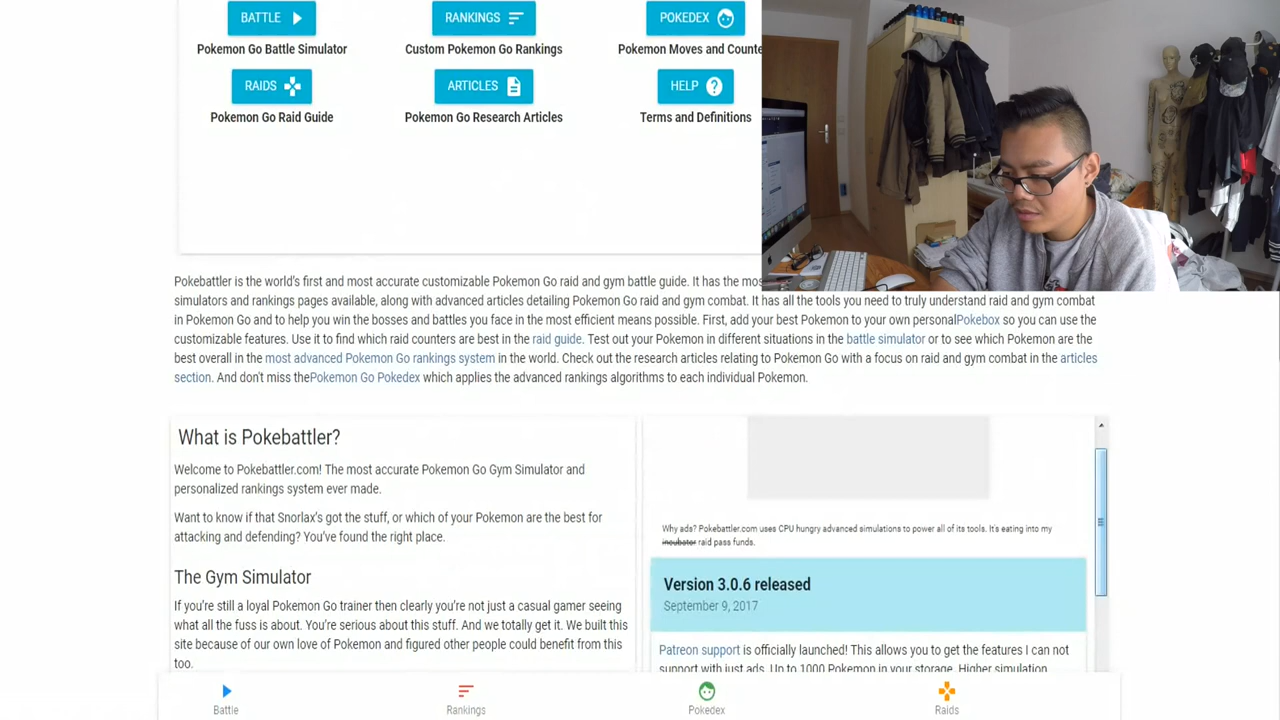 BATTLE
RANKINGS
POKEDEX
Pokemon Go Battle Simulator
Custom Pokemon Go Rankings
Pokemon Moves and Counte
RAIDS
ARTICLES
HELP
Pokemon Go Raid Guide
Pokemon Go Research Articles
Terms and Definitions
Pokebattler is the world's first and most accurate customizable Pokemon Go raid and gym battle guide. It has the mos
simulators and rankings pages available, along with advanced articles detailing Pokemon Go raid and gym combat. It has all the tools you need to truly understand raid and gym combat
in Pokemon Go and to help you win the bosses and battles you face in the most efficient means possible. First, add your best Pokemon to your own personalPokebox so you can use the
customizable features. Use it to find which raid counters are best in the raid guide. Test out your Pokemon in different situations in the battle simulator or to see which Pokemon are the
best overall in the most advanced Pokemon Go rankings system in the world. Check out the research articles relating to Pokemon Go with a focus on raid and gym combat in the articles
section. And don't miss thePokemon Go Pokedex which applies the advanced rankings algorithms to each individual Pokemon.
What is Pokebattler?
Welcome to Pokebattler.com! The most accurate Pokemon Go Gym Simulator and
personalized rankings system ever made.
Want to know if that Snorlax's got the stuff, or which of your Pokemon are the best for
attacking and defending? You've found the right place.
The Gym Simulator
If you're still a loyal Pokemon Go trainer then clearly you're not just a casual gamer seeing
what all the fuss is about. You're serious about this stuff. And we totally get it. We built this
site because of our own love of Pokemon and figured other people could benefit from this
too.
Why ads? Pokebattler.com uses CPU hungry advanced simulations to power all of its tools. It's eating into my
incubator raid pass funds.
Version 3.0.6 released
September 9, 2017
Patreon support is officially launched! This allows you to get the features I can not
support with just ads. Up to 1000 Pokemon in your storage. Higher simulation
Battle
Rankings
Pokedex
Raids